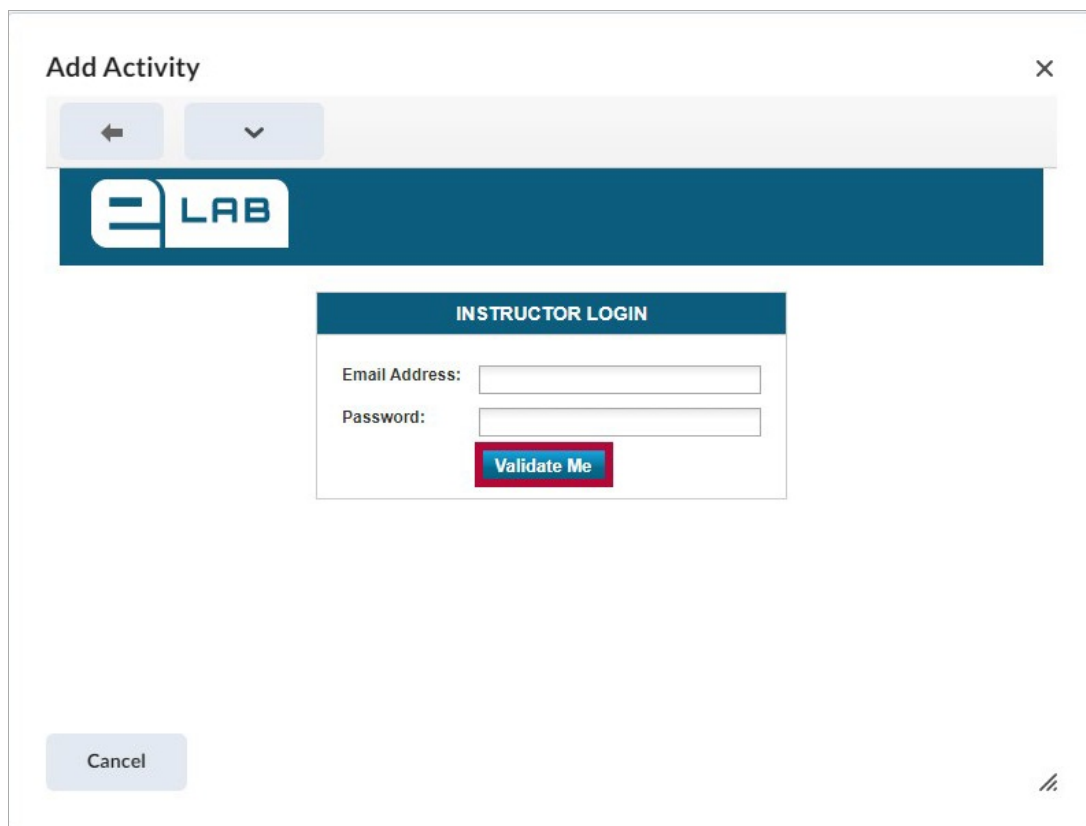 Add Activity
e LAB
INSTRUCTOR LOGIN
Email Address:
Password:
Validate Me
Cancel